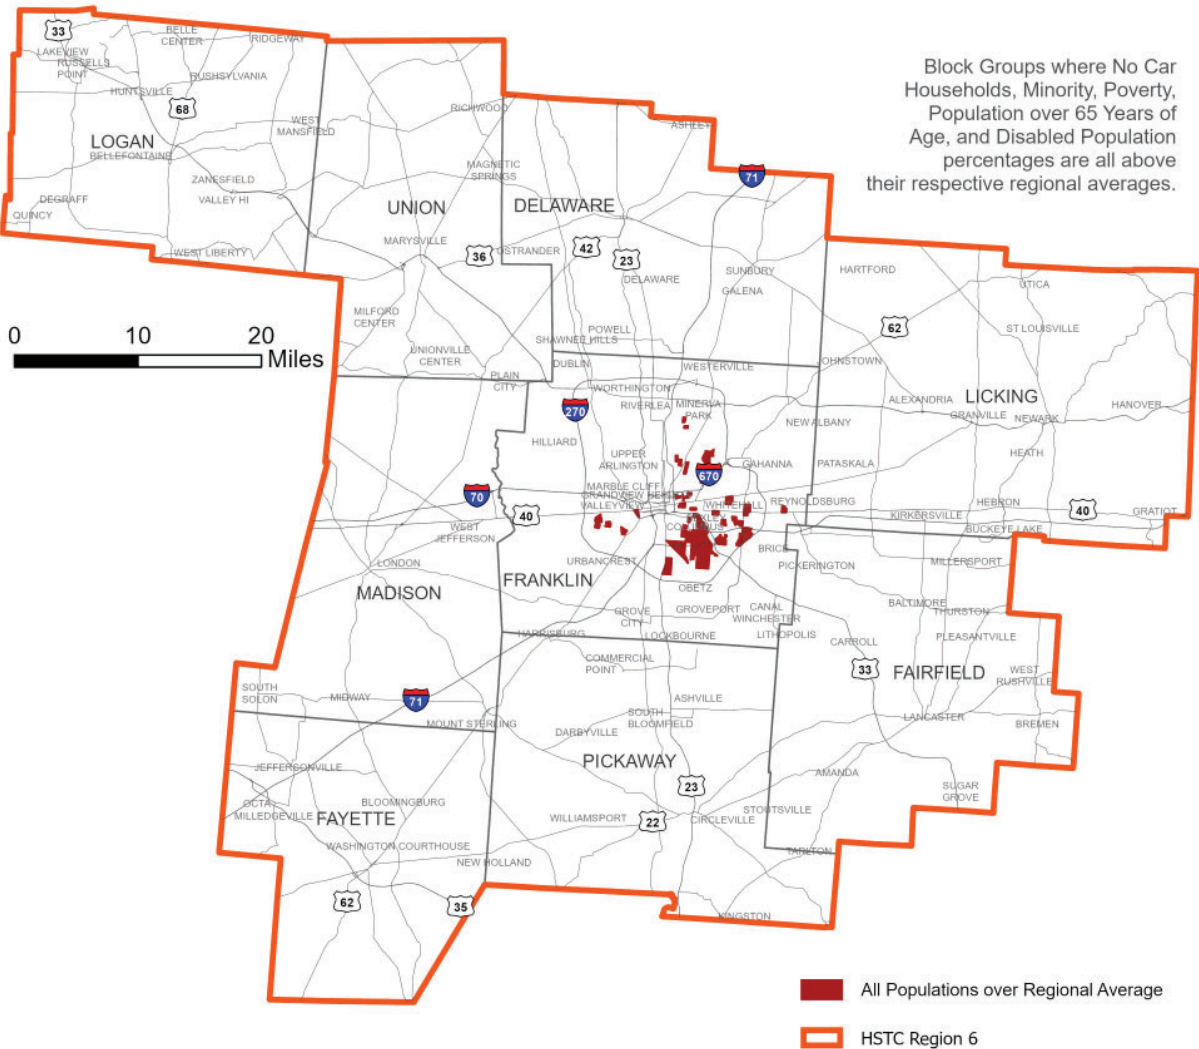 33
BELLE
CENTER
RIDGEWAY
LAKEVIEW
RUSSELLS
POINT
RUSHSYLVANIA
HUNTSVILLE
68
WEST
MANSFIELD
RICHWOOD
ASHLEY
Block Groups where No Car
Households, Minority, Poverty,
Population over 65 Years of
Age, and Disabled Population
percentages are all above
their respective regional averages.
LOGAN
BELLEFONTAINE
MAGNETIC
SPRINGS
71
ZANESFIELD
VALLEY HI
DEGRAFF
QUINCY
UNION
DELAWARE
MARYSVILLE
WEST LIBERTY
36
OSTRANDER
42
23
DELAWARE
SUNBURY
GALENA
HARTFORD
UTICA
0 10 20
Miles
MILFORD
CENTER
UNIONVILLE
CENTER
POWELL
SHAWNEE HILLS
62
ST LOUISVILLE
DUBLIN
WESTERVILLE
JOHNSTOWN
PLAIN
CITY
WORTHINGTON
RIVERLEA
MINERVA
PARK
270
LICKING
ALEXANDRIA
GRANVILLE
NEWARK
HANOVER
NEW ALBANY
HILLIARD
UPPER
ARLINGTON
GAHANNA
PATASKALA
HEATH
670
70
MARBLE CLIFF
VALLEYVIEW
WHITEHALL
REYNOLDSBURG
HEBRON
KIRKERSVILLE
40
GRATIOT
40
BUCKEYE LAKE
WEST
JEFFERSON
BRICE
URBANCREST
PICKERINGTON
MILLERSPORT
LONDON
FRANKLIN
MADISON
OBETZ
GROVE
CITY
GROVEPORT
CANAL
WINCHESTER
BALTIMORE
THURSTON
HARRISBURG
LOCKBOURNE
LITHOPOLIS
CARROLL
PLEASANTVILLE
COMMERCIAL
POINT
33
FAIRFIELD
WEST
RUSHVILLE
SOUTH
SOLON
MIDWAY
71
ASHVILLE
SOUTH
BLOOMFIELD
LANCASTER
BREMEN
MOUNT STERLING
DARBYVILLE
PICKAWAY
JEFFERSONVILLE
AMANDA
23
SUGAR
GROVE
OCTA
MILLEDGEVILLE
BLOOMINGBURG
FAYETTE
WILLIAMSPORT
22
CIRCLEVILLE
STOUTSVILLE
WASHINGTON COURTHOUSE
NEW HOLLAND
TARLTON
62
35
KINGSTON
All Populations over Regional Average
HSTC Region 6